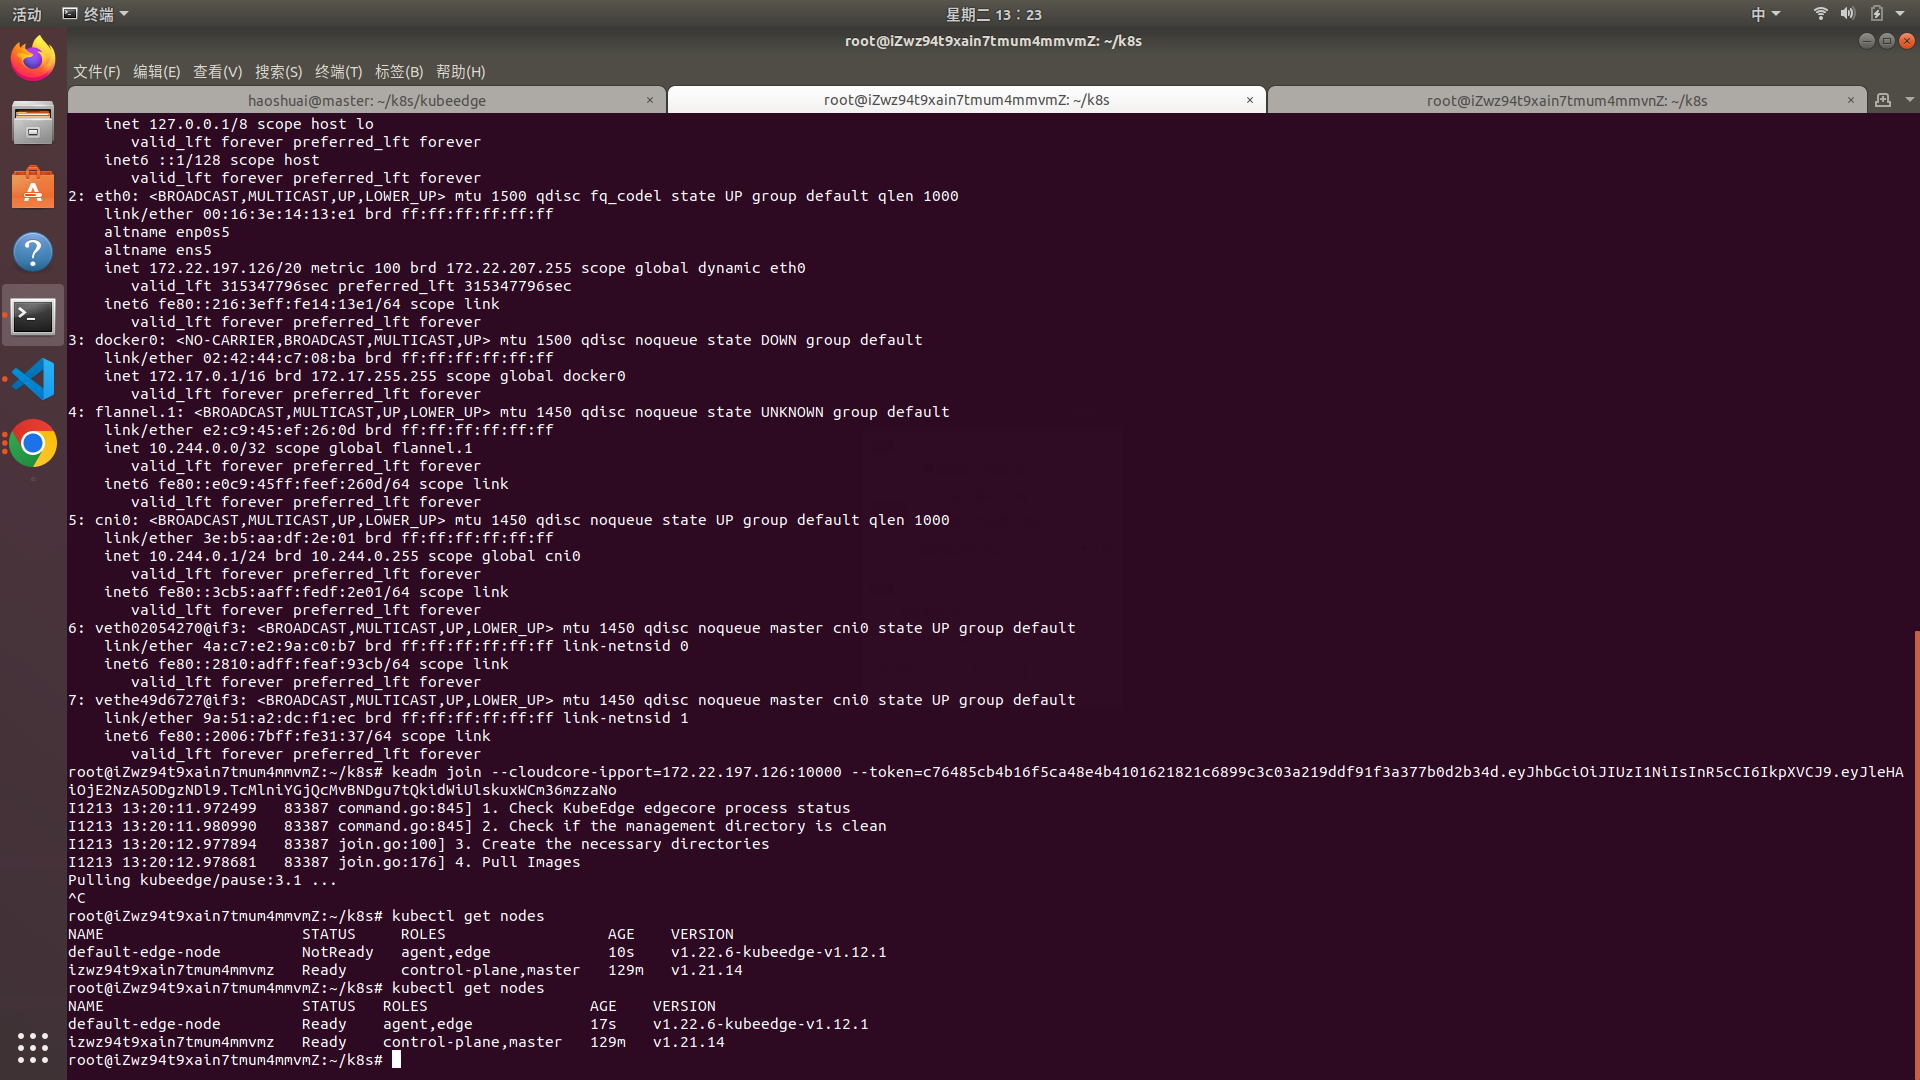 活动
终端
星期二 13：23
中
root@iZwz94t9xain7tmum4mmvmZ: ~/k8s
文件(F) 编辑(E) 查看(V) 搜索(S) 终端(T) 标签(B) 帮助(H)
haoshuai@master: ~/k8s/kubeedge ×
root@iZwz94t9xain7tmum4mmvmZ: ~/k8s ×
root@iZwz94t9xain7tmum4mmvnZ: ~/k8s ×
inet 127.0.0.1/8 scope host lo
valid_lft forever preferred_lft forever
inet6 ::1/128 scope host
valid_lft forever preferred_lft forever
2: eth0: <BROADCAST,MULTICAST,UP,LOWER_UP> mtu 1500 qdisc fq_codel state UP group default qlen 1000
link/ether 00:16:3e:14:13:e1 brd ff:ff:ff:ff:ff:ff
altname enp0s5
altname ens5
inet 172.22.197.126/20 metric 100 brd 172.22.207.255 scope global dynamic eth0
valid_lft 315347796sec preferred_lft 315347796sec
inet6 fe80::216:3eff:fe14:13e1/64 scope link
valid_lft forever preferred_lft forever
3: docker0: <NO-CARRIER,BROADCAST,MULTICAST,UP> mtu 1500 qdisc noqueue state DOWN group default
link/ether 02:42:44:c7:08:ba brd ff:ff:ff:ff:ff:ff
inet 172.17.0.1/16 brd 172.17.255.255 scope global docker0
valid_lft forever preferred_lft forever
4: flannel.1: <BROADCAST,MULTICAST,UP,LOWER_UP> mtu 1450 qdisc noqueue state UNKNOWN group default
link/ether e2:c9:45:ef:26:0d brd ff:ff:ff:ff:ff:ff
inet 10.244.0.0/32 scope global flannel.1
valid_lft forever preferred_lft forever
inet6 fe80::e0c9:45ff:feef:260d/64 scope link
valid_lft forever preferred_lft forever
5: cni0: <BROADCAST,MULTICAST,UP,LOWER_UP> mtu 1450 qdisc noqueue state UP group default qlen 1000
link/ether 3e:b5:aa:df:2e:01 brd ff:ff:ff:ff:ff:ff
inet 10.244.0.1/24 brd 10.244.0.255 scope global cni0
valid_lft forever preferred_lft forever
inet6 fe80::3cb5:aaff:fedf:2e01/64 scope link
valid_lft forever preferred_lft forever
6: veth02054270@if3: <BROADCAST,MULTICAST,UP,LOWER_UP> mtu 1450 qdisc noqueue master cni0 state UP group default
link/ether 4a:c7:e2:9a:c0:b7 brd ff:ff:ff:ff:ff:ff link-netnsid 0
inet6 fe80::2810:adff:feaf:93cb/64 scope link
valid_lft forever preferred_lft forever
7: vethe49d6727@if3: <BROADCAST,MULTICAST,UP,LOWER_UP> mtu 1450 qdisc noqueue master cni0 state UP group default
link/ether 9a:51:a2:dc:f1:ec brd ff:ff:ff:ff:ff:ff link-netnsid 1
inet6 fe80::2006:7bff:fe31:37/64 scope link
valid_lft forever preferred_lft forever
root@iZwz94t9xain7tmum4mmvmZ:~/k8s# keadm join --cloudcore-ipport=172.22.197.126:10000 --token=c76485cb4b16f5ca48e4b4101621821c6899c3c03a219ddf91f3a377b0d2b34d.eyJhbGciOiJIUzI1NiIsInR5cCI6IkpXVCJ9.eyJleHA
iOjE2NzA5ODgzNDl9.TcMlniYGjQcMvBNDgu7tQkidWiUlskuxWCm36mzzaNo
I1213 13:20:11.972499   83387 command.go:845] 1. Check KubeEdge edgecore process status
I1213 13:20:11.980990   83387 command.go:845] 2. Check if the management directory is clean
I1213 13:20:12.977894   83387 join.go:100] 3. Create the necessary directories
I1213 13:20:12.978681   83387 join.go:176] 4. Pull Images
Pulling kubeedge/pause:3.1 ...
^C
root@iZwz94t9xain7tmum4mmvmZ:~/k8s# kubectl get nodes
NAME STATUS ROLES AGE VERSION
default-edge-node NotReady agent,edge 10s v1.22.6-kubeedge-v1.12.1
izwz94t9xain7tmum4mmvmz Ready control-plane,master 129m v1.21.14
root@iZwz94t9xain7tmum4mmvmZ:~/k8s# kubectl get nodes
NAME STATUS ROLES AGE VERSION
default-edge-node Ready agent,edge 17s v1.22.6-kubeedge-v1.12.1
izwz94t9xain7tmum4mmvmz Ready control-plane,master 129m v1.21.14
root@iZwz94t9xain7tmum4mmvmZ:~/k8s#